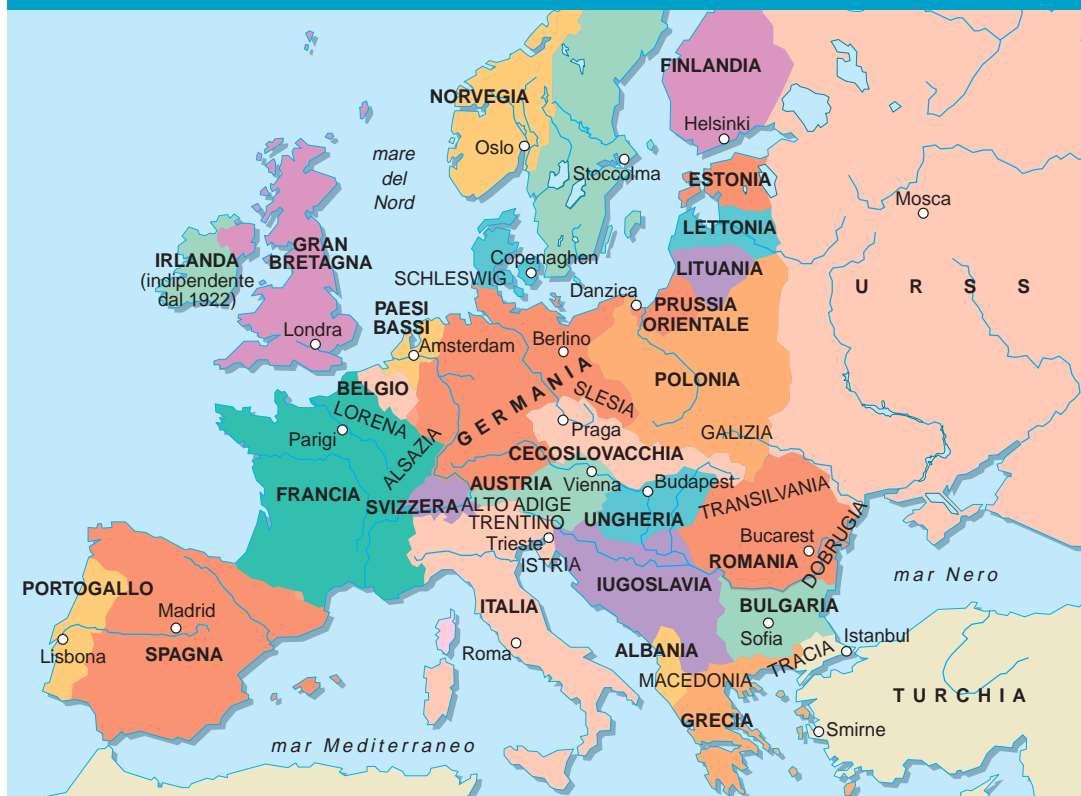 FINLANDIA
NORVEGIA
Helsinki
Oslo
mare
del
Nord
Stoccolma
ESTONIA
Mosca
LETTONIA
GRAN
BRETAGNA
IRLANDA
(indipendente
dal 1922)
Copenaghen
SCHLESWIG
LITUANIA
URSS
Danzica
PRUSSIA
ORIENTALE
PAESI
BASSI
Londra
Amsterdam
Berlino
BELGIO
GERMANIA
SLESIA
POLONIA
LORENA
Parigi
ALSAZIA
Praga
GALIZIA
CECOSLOVACCHIA
FRANCIA
SVIZZERA
AUSTRIA
Vienna
Budapest
TRANSILVANIA
ALTO ADIGE
TRENTINO
UNGHERIA
Trieste
ISTRIA
Bucarest
ROMANIA
DOBRUGIA
IUGOSLAVIA
mar Nero
PORTOGALLO
Madrid
ITALIA
BULGARIA
Lisbona
SPAGNA
Roma
Sofia
Istanbul
ALBANIA
TRACIA
MACEDONIA
TURCHIA
GRECIA
Smirne
mar Mediterraneo